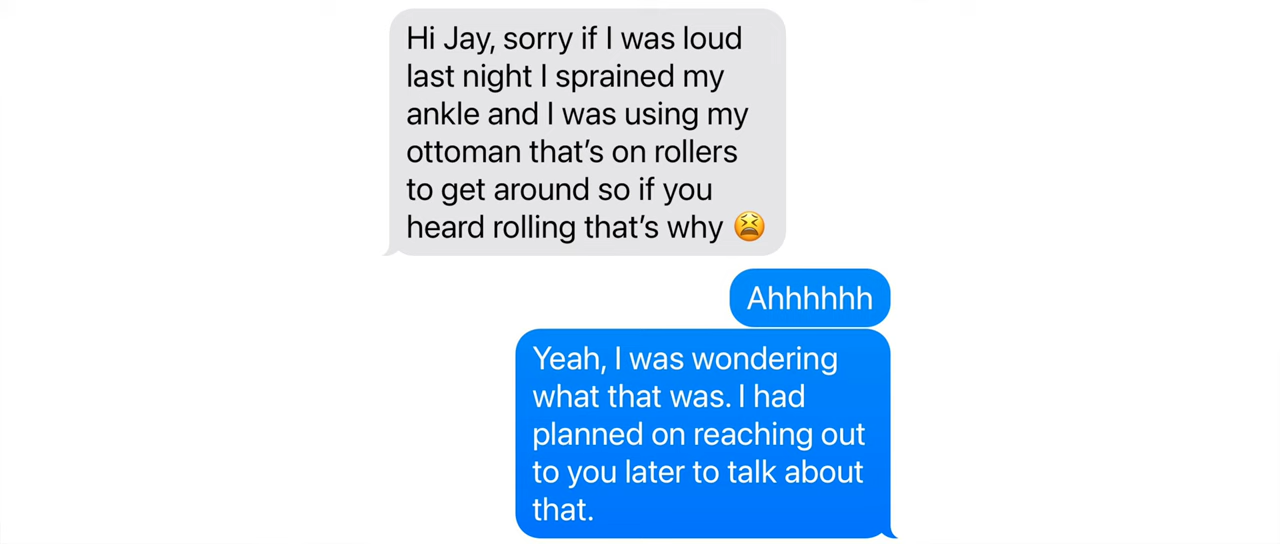 Hi Jay, sorry if I was loud
last night I sprained my
ankle and I was using my
ottoman that’s on rollers
to get around so if you
heard rolling that’s why 😫
Ahhhhhh
Yeah, I was wondering
what that was. I had
planned on reaching out
to you later to talk about
that.